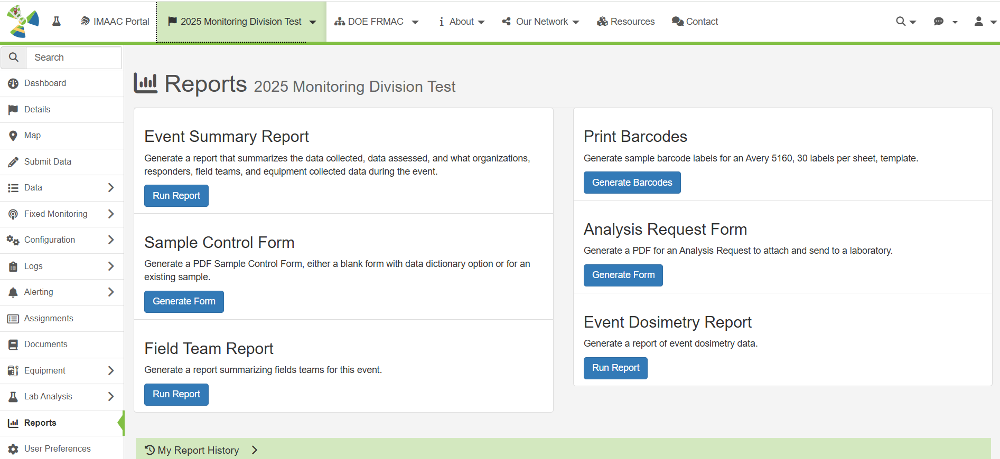 IMAAC Portal
2025 Monitoring Division Test
DOE FRMAC
About
Our Network
Resources
Contact
Search
Dashboard
Details
Map
Submit Data
Data
Fixed Monitoring
Configuration
Logs
Alerting
Assignments
Documents
Equipment
Lab Analysis
Reports
User Preferences
Reports 2025 Monitoring Division Test
Event Summary Report
Generate a report that summarizes the data collected, data assessed, and what organizations,
responders, field teams, and equipment collected data during the event.
Run Report
Sample Control Form
Generate a PDF Sample Control Form, either a blank form with data dictionary option or for an
existing sample.
Generate Form
Field Team Report
Generate a report summarizing fields teams for this event.
Run Report
Print Barcodes
Generate sample barcode labels for an Avery 5160, 30 labels per sheet, template.
Generate Barcodes
Analysis Request Form
Generate a PDF for an Analysis Request to attach and send to a laboratory.
Generate Form
Event Dosimetry Report
Generate a report of event dosimetry data.
Run Report
My Report History